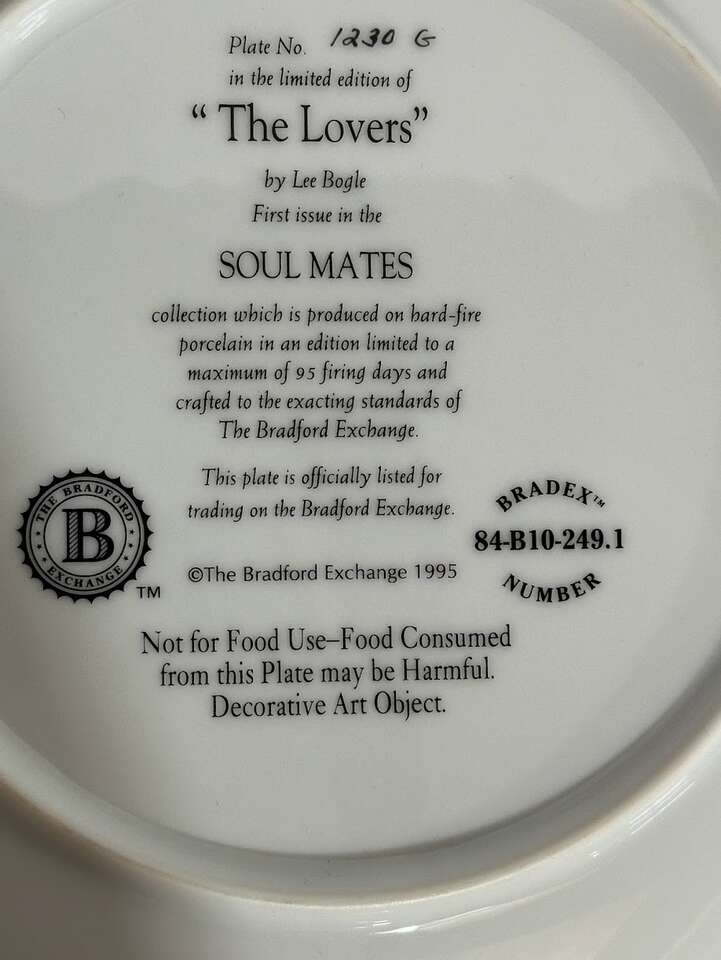 Plate No. 1230 G
in the limited edition of
“The Lovers”
by Lee Bogle
First issue in the
SOUL MATES
collection which is produced on hard-fire
porcelain in an edition limited to a
maximum of 95 firing days and
crafted to the exacting standards of
The Bradford Exchange.
This plate is officially listed for
trading on the Bradford Exchange.
©The Bradford Exchange 1995
THE BRADFORD
B
EXCHANGE
TM
BRADEX™
84-B10-249.1
NUMBER
Not for Food Use–Food Consumed
from this Plate may be Harmful.
Decorative Art Object.